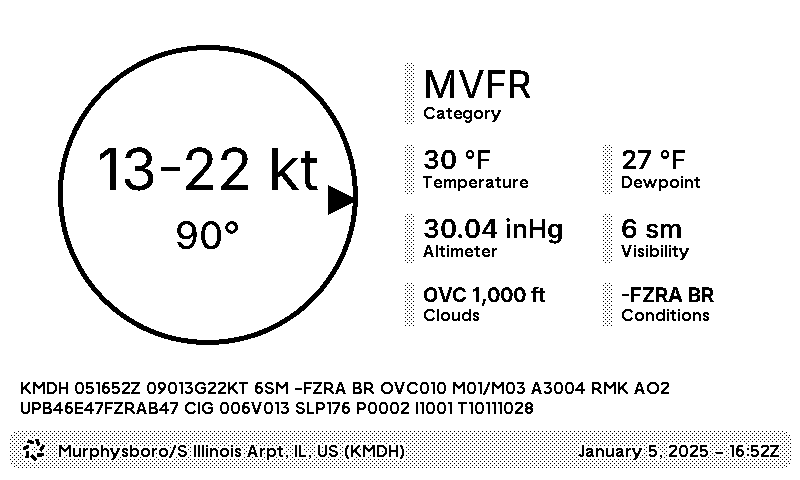 13-22 kt
90°
MVFR
Category
30 °F
Temperature
27 °F
Dewpoint
30.04 inHg
Altimeter
6 sm
Visibility
OVC 1,000 ft
Clouds
-FZRA BR
Conditions
KMDH 051652Z 09013G22KT 6SM -FZRA BR OVC010 M01/M03 A3004 RMK AO2
UPB46E47FZRAB47 CIG 006V013 SLP176 P0002 I1001 T10111028
Murphysboro/S Illinois Arpt, IL, US (KMDH)
January 5, 2025 - 16:52Z